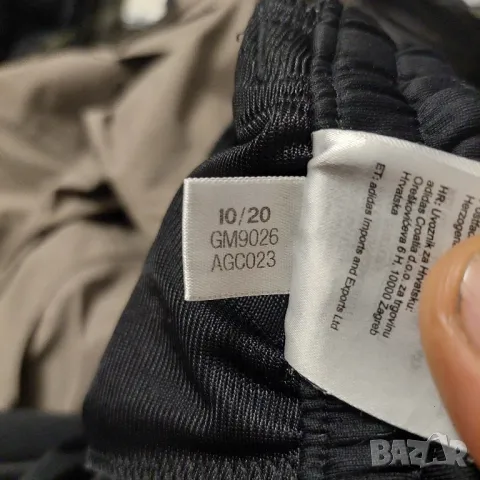 10/20
GM9026
AGC023
ET: adidas Imports and Exports Ltd
Hrvatska
Oreškovićeva 6 H, 10000 Zagreb
adidas Croatia d.o.o. za trgovinu
HR: Uvoznik za Hrvatsku:
BAZAR